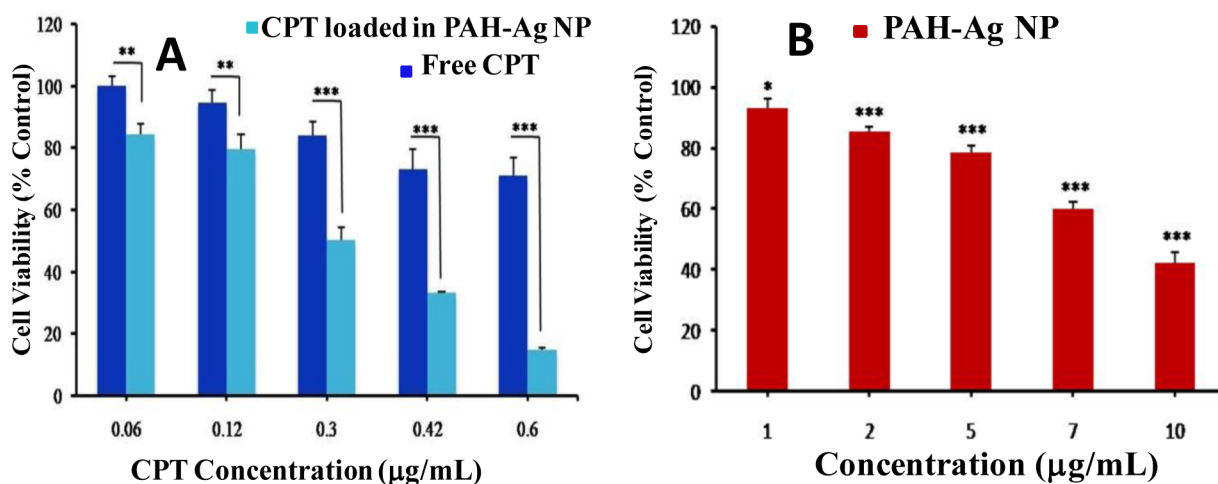 A
CPT loaded in PAH-Ag NP
Free CPT
Cell Viability (% Control)
120
100
80
60
40
20
0
**
**
***
***
***
0.06 0.12 0.3 0.42 0.6
CPT Concentration (μg/mL)
B
PAH-Ag NP
Cell Viability (% Control)
120
100
80
60
40
20
0
*
***
***
***
***
1 2 5 7 10
Concentration (μg/mL)